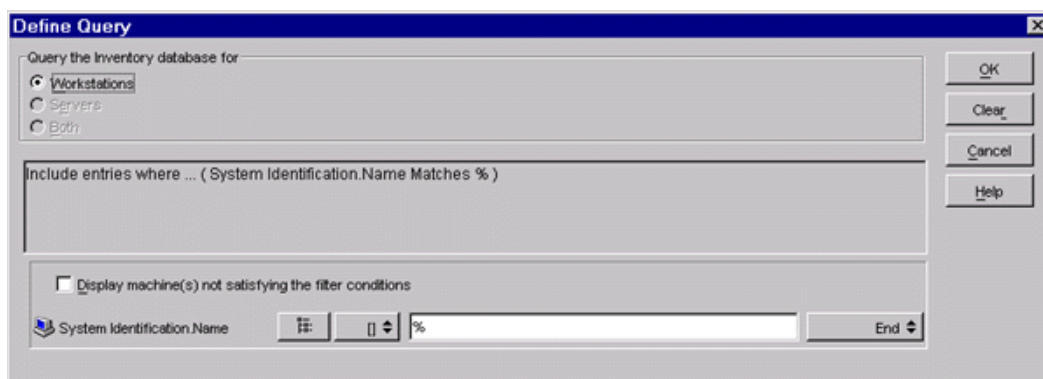 Define Query
Query the Inventory database for
Workstations
Servers
Both
OK
Clear
Cancel
Help
Include entries where ... ( System Identification.Name Matches % )
Display machine(s) not satisfying the filter conditions
System Identification.Name [] % End